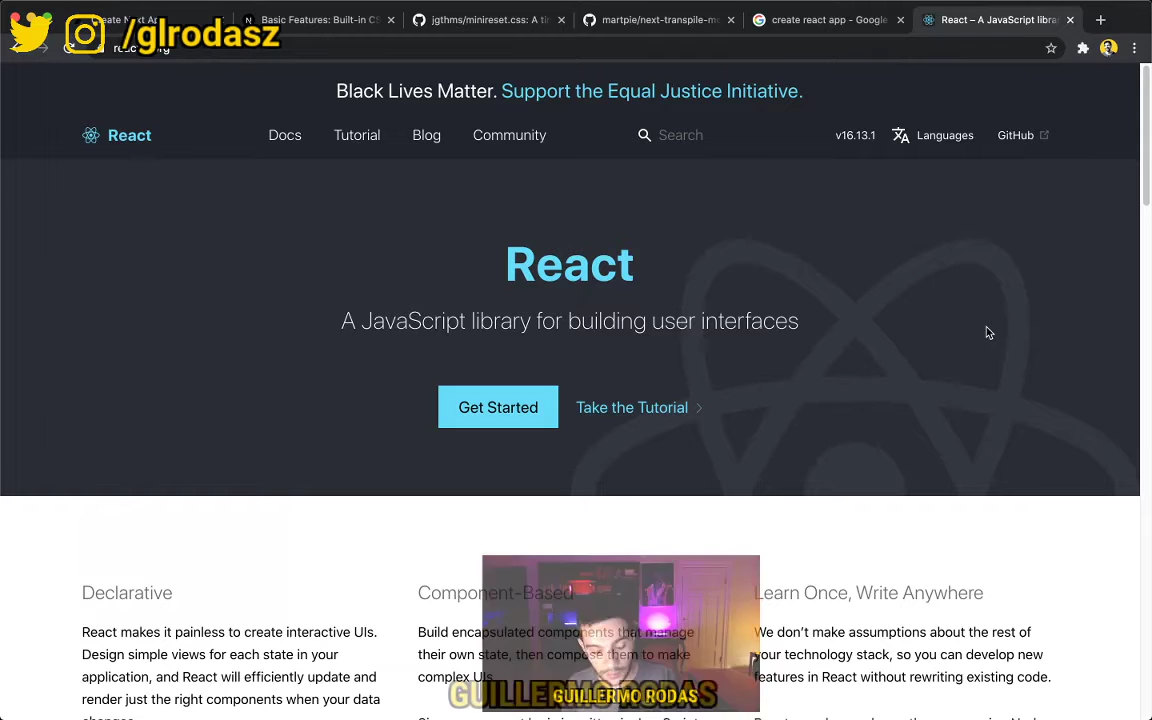 /glrodasz
Create Next App
Basic Features: Built-in CS
jgthms/minireset.css: A ti
martpie/next-transpile-m
create react app - Google
React – A JavaScript libra
Black Lives Matter. Support the Equal Justice Initiative.
React
Docs
Tutorial
Blog
Community
Search
v16.13.1
Languages
GitHub
React
A JavaScript library for building user interfaces
Get Started
Take the Tutorial
Declarative
React makes it painless to create interactive UIs.
Design simple views for each state in your
application, and React will efficiently update and
render just the right components when your data
Component-Based
Build encapsulated components that manage
their own state, then compose them to make
complex UIs.
Learn Once, Write Anywhere
We don’t make assumptions about the rest of
your technology stack, so you can develop new
features in React without rewriting existing code.
GUILLERMO RODAS
GUILLERMO RODAS